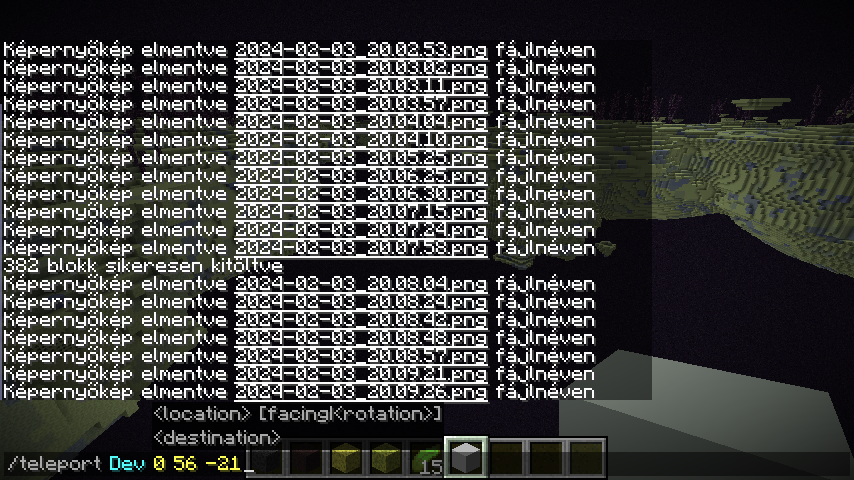 Képernyőkép elmentve 2024-02-03_20.02.53.png fájlnéven
Képernyőkép elmentve 2024-02-03_20.03.02.png fájlnéven
Képernyőkép elmentve 2024-02-03_20.03.11.png fájlnéven
Képernyőkép elmentve 2024-02-03_20.03.57.png fájlnéven
Képernyőkép elmentve 2024-02-03_20.04.04.png fájlnéven
Képernyőkép elmentve 2024-02-03_20.04.10.png fájlnéven
Képernyőkép elmentve 2024-02-03_20.05.25.png fájlnéven
Képernyőkép elmentve 2024-02-03_20.06.25.png fájlnéven
Képernyőkép elmentve 2024-02-03_20.06.30.png fájlnéven
Képernyőkép elmentve 2024-02-03_20.07.15.png fájlnéven
Képernyőkép elmentve 2024-02-03_20.07.24.png fájlnéven
Képernyőkép elmentve 2024-02-03_20.07.58.png fájlnéven
382 blokk sikeresen kitöltve
Képernyőkép elmentve 2024-02-03_20.08.04.png fájlnéven
Képernyőkép elmentve 2024-02-03_20.08.24.png fájlnéven
Képernyőkép elmentve 2024-02-03_20.08.42.png fájlnéven
Képernyőkép elmentve 2024-02-03_20.08.48.png fájlnéven
Képernyőkép elmentve 2024-02-03_20.08.57.png fájlnéven
Képernyőkép elmentve 2024-02-03_20.09.21.png fájlnéven
Képernyőkép elmentve 2024-02-03_20.09.26.png fájlnéven
<location> [facing|<rotation>]
<destination>
/teleport Dev 0 56 -21_
15